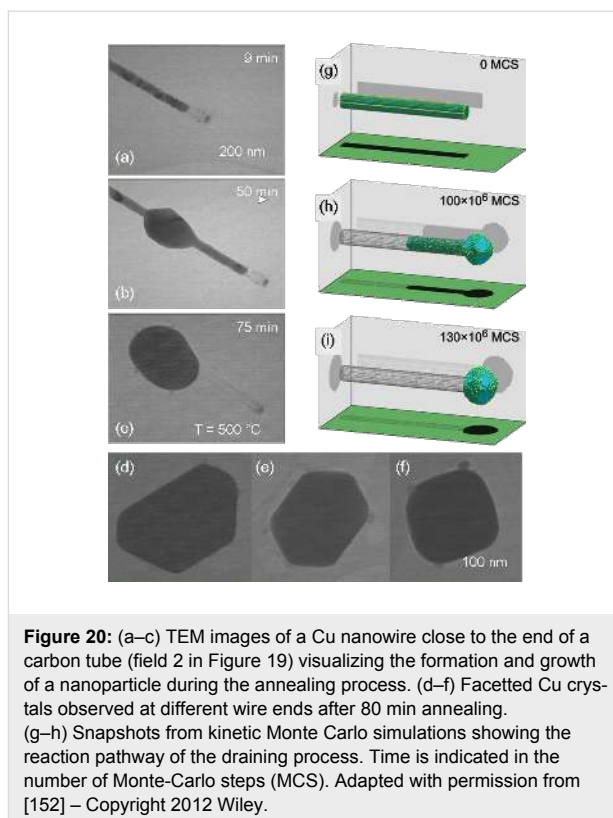 9 min
(a)
200 nm
50 min
(b)
75 min
(c)
T = 500 °C
(g)
0 MCS
(h)
100×10⁶ MCS
(i)
130×10⁶ MCS
(d)
(e)
(f)
100 nm
Figure 20: (a–c) TEM images of a Cu nanowire close to the end of a
carbon tube (field 2 in Figure 19) visualizing the formation and growth
of a nanoparticle during the annealing process. (d–f) Facetted Cu crys-
tals observed at different wire ends after 80 min annealing.
(g–h) Snapshots from kinetic Monte Carlo simulations showing the
reaction pathway of the draining process. Time is indicated in the
number of Monte-Carlo steps (MCS). Adapted with permission from
[152] – Copyright 2012 Wiley.